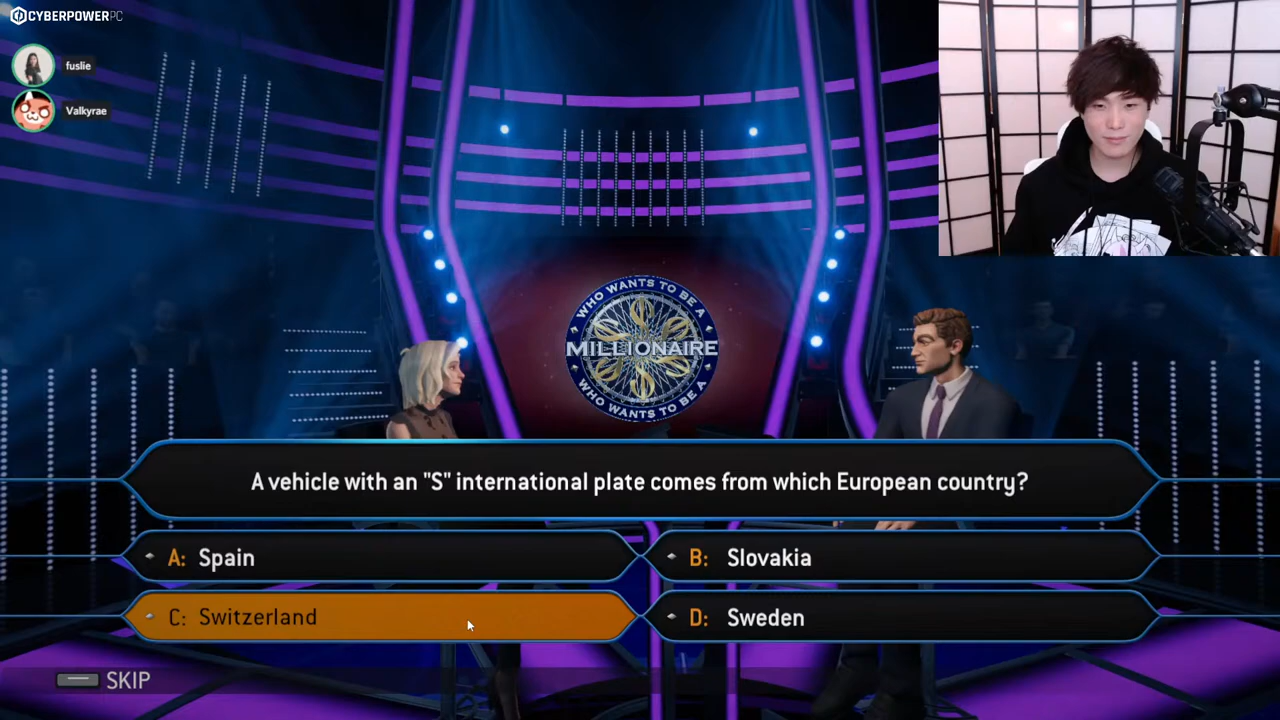 CYBERPOWERPC
fuslie
Valkyrae
WHO WANTS TO BE A
MILLIONAIRE
WHO WANTS TO BE A
A vehicle with an "S" international plate comes from which European country?
A: Spain
B: Slovakia
C: Switzerland
D: Sweden
SKIP